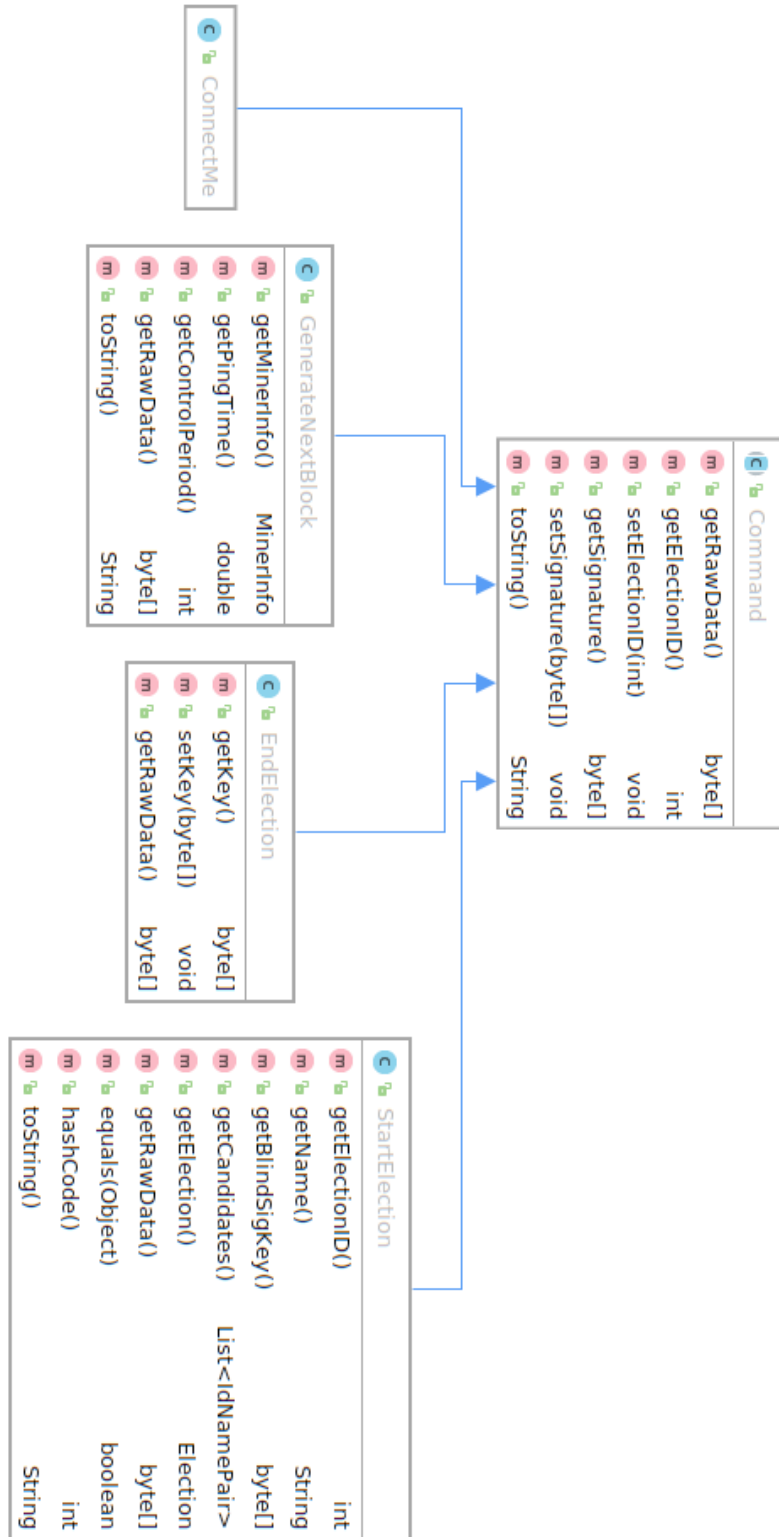 Command
getRawData() byte[]
getElectionID() int
setElectionID(int) void
getSignature() byte[]
setSignature(byte[]) void
toString() String
ConnectMe
GenerateNextBlock
getMinerInfo() MinerInfo
getPingTime() double
getControlPeriod() int
getRawData() byte[]
toString() String
EndElection
getKey() byte[]
setKey(byte[]) void
getRawData() byte[]
StartElection
getElectionID() int
getName() String
getBlindSigKey() byte[]
getCandidates() List<IdNamePair>
getElection() Election
getRawData() byte[]
equals(Object) boolean
hashCode() int
toString() String